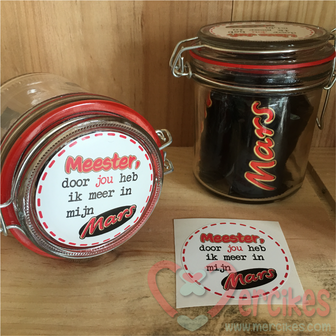 Meester,
door jou heb
ik meer in
mijn
Mars
Mars
Meester,
door jou heb
ik meer in
mijn
Mars
Mercikes
www.mercikes.com